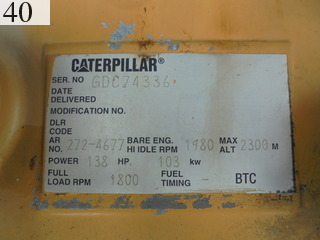 40
CATERPILLAR®
SER. NO GDC74336
DATE
DELIVERED
MODIFICATION NO.
DLR
CODE
AR NO. 272-4677 BARE ENG. HI IDLE RPM 1980 MAX ALT 2300 M
POWER 138 HP. 103 kw
FULL LOAD RPM 1800 FUEL TIMING - BTC